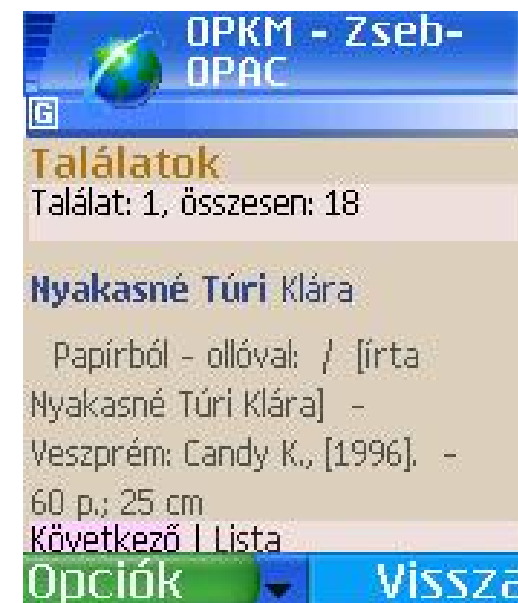 OPKM - Zseb-
OPAC
G
Találatok
Találat: 1, összesen: 18
Nyakasné Túri Klára
Papírból - ollóval: / [írta
Nyakasné Túri Klára] -
Veszprém: Candy K., [1996]. -
60 p.; 25 cm
Következő | Lista
Opciók Vissza